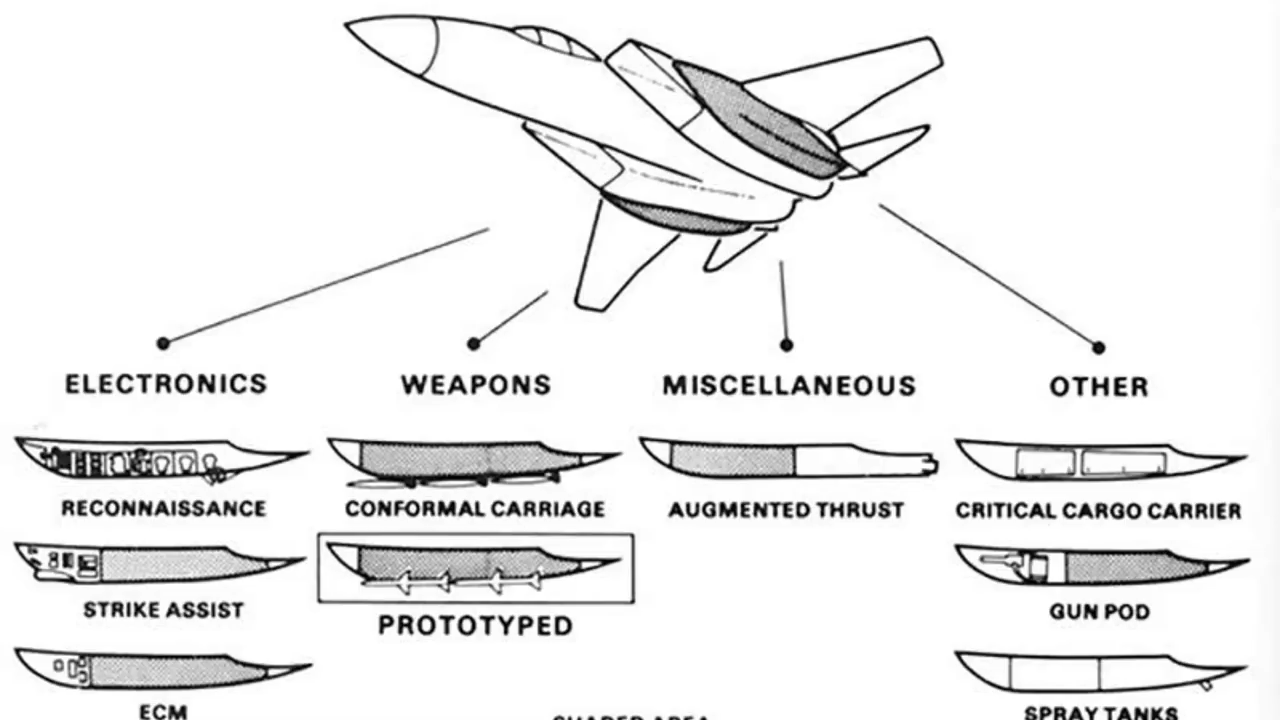 ELECTRONICS
WEAPONS
MISCELLANEOUS
OTHER
RECONNAISSANCE
CONFORMAL CARRIAGE
AUGMENTED THRUST
CRITICAL CARGO CARRIER
STRIKE ASSIST
PROTOTYPED
GUN POD
ECM
SPRAY TANKS